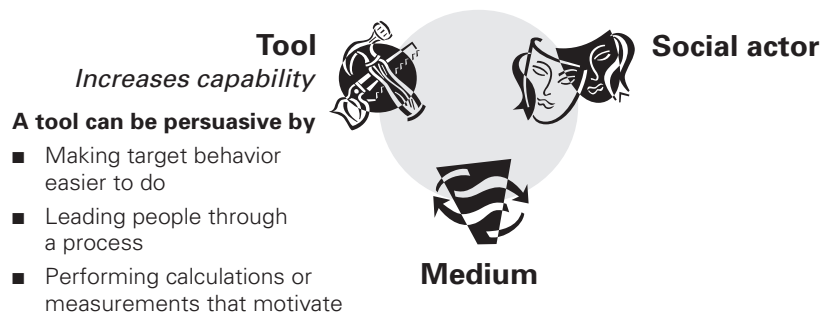 Tool
Increases capability
A tool can be persuasive by
■ Making target behavior
easier to do
■ Leading people through
a process
■ Performing calculations or
measurements that motivate
Social actor
Medium